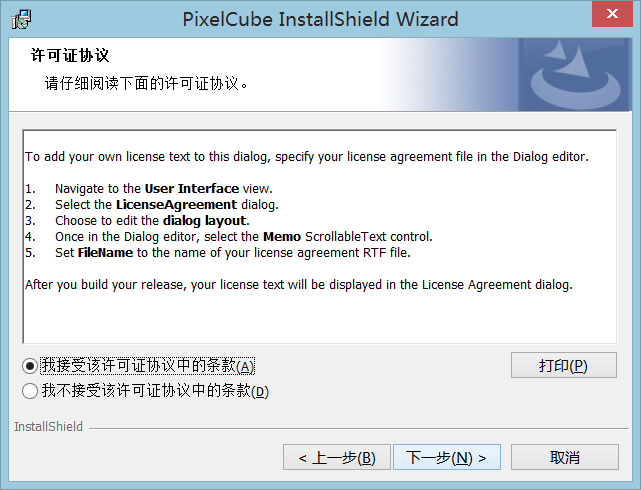 PixelCube InstallShield Wizard
许可证协议
请仔细阅读下面的许可证协议。
To add your own license text to this dialog, specify your license agreement file in the Dialog editor.
1. Navigate to the User Interface view.
2. Select the LicenseAgreement dialog.
3. Choose to edit the dialog layout.
4. Once in the Dialog editor, select the Memo ScrollableText control.
5. Set FileName to the name of your license agreement RTF file.
After you build your release, your license text will be displayed in the License Agreement dialog.
我接受该许可证协议中的条款(A)
打印(P)
我不接受该许可证协议中的条款(D)
InstallShield
< 上一步(B)
下一步(N) >
取消